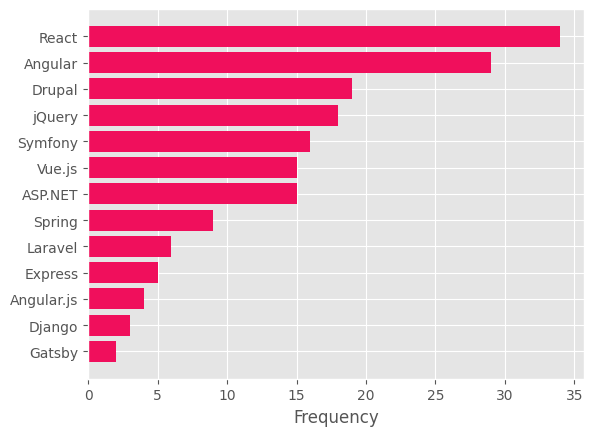 React
Angular
Drupal
jQuery
Symfony
Vue.js
ASP.NET
Spring
Laravel
Express
Angular.js
Django
Gatsby
0 5 10 15 20 25 30 35
Frequency